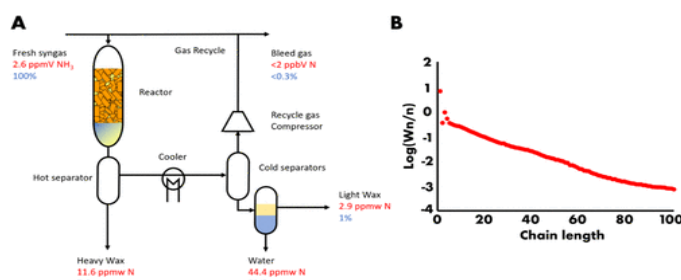 A
Fresh syngas
2.6 ppmV NH3
100%
Gas Recycle
Bleed gas
<2 ppbV N
<0.3%
Reactor
Recycle gas
Compressor
Cooler
Hot separator
Cold separators
Light Wax
2.9 ppmw N
1%
Heavy Wax
11.6 ppmw N
Water
44.4 ppmw N
B
Log(Wn/n)
2
1
0
-1
-2
-3
-4
0
20
40
60
80
100
Chain length